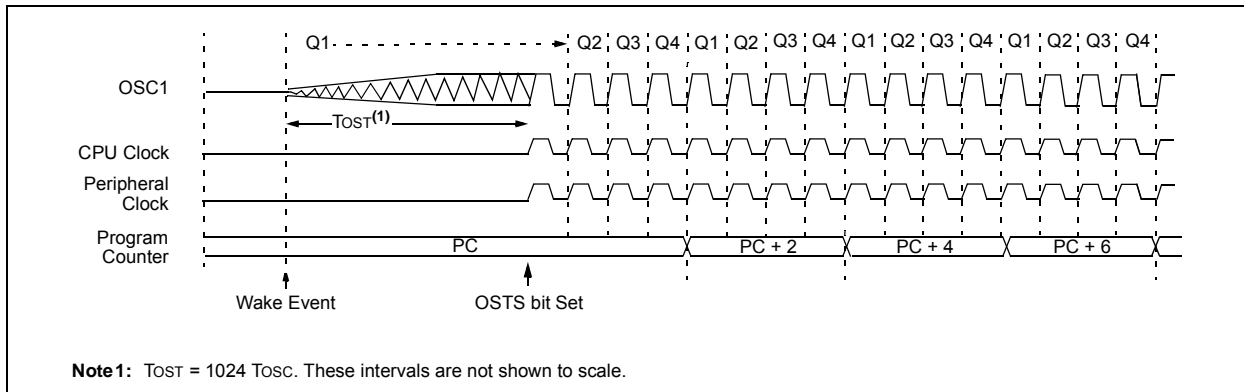 Q1 Q2 Q3 Q4 Q1 Q2 Q3 Q4 Q1 Q2 Q3 Q4 Q1 Q2 Q3 Q4
OSC1
TOST(1)
CPU Clock
Peripheral
Clock
Program
Counter
PC PC + 2 PC + 4 PC + 6
Wake Event OSTS bit Set
Note1: TOST = 1024 TOSC. These intervals are not shown to scale.